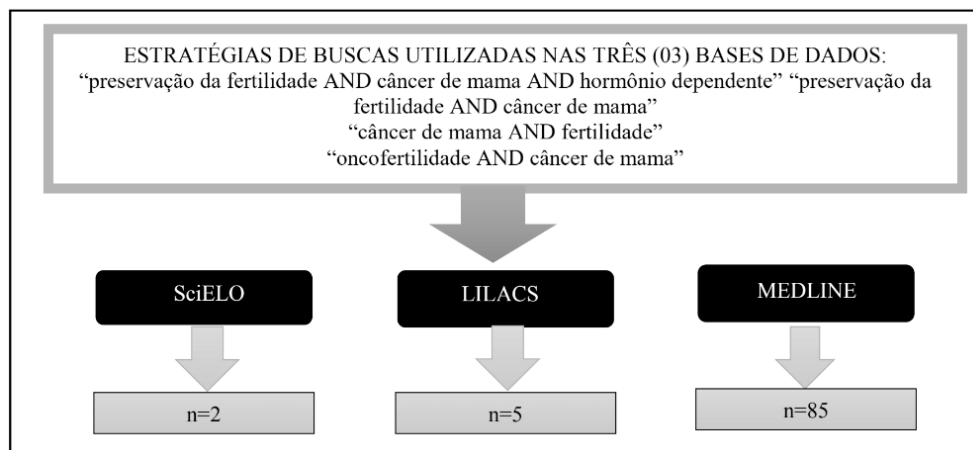 ESTRATÉGIAS DE BUSCAS UTILIZADAS NAS TRÊS (03) BASES DE DADOS:
“preservação da fertilidade AND câncer de mama AND hormônio dependente” “preservação da
fertilidade AND câncer de mama”
“câncer de mama AND fertilidade”
“oncofertilidade AND câncer de mama”
SciELO
LILACS
MEDLINE
n=2
n=5
n=85